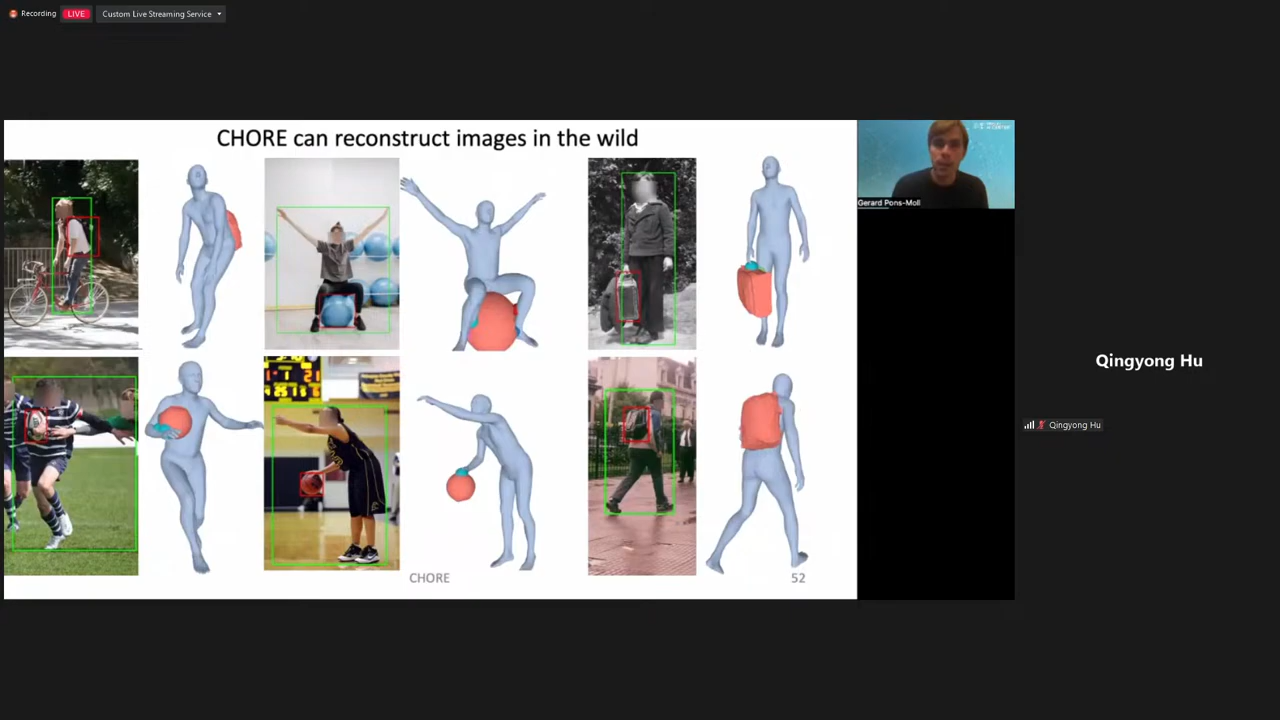 Recording
LIVE
Custom Live Streaming Service
CHORE can reconstruct images in the wild
Gerard Pons-Moll
Qingyong Hu
Qingyong Hu
CHORE
52